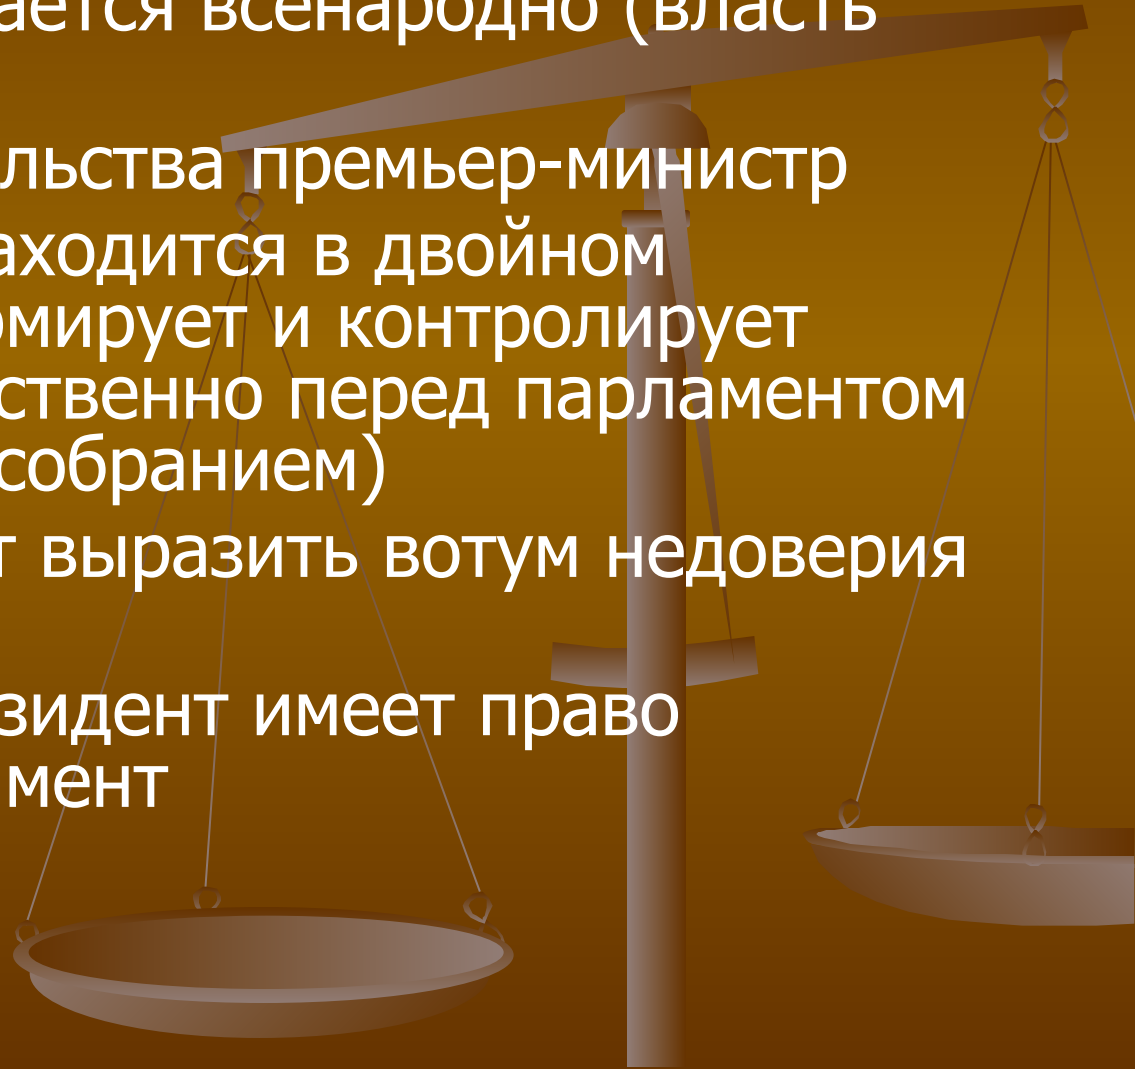 ается всенародно (власть
льства премьер-министр
аходится в двойном
омирует и контролирует
ственно перед парламентом
собранием)
т выразить вотум недоверия
зидент имеет право
мент